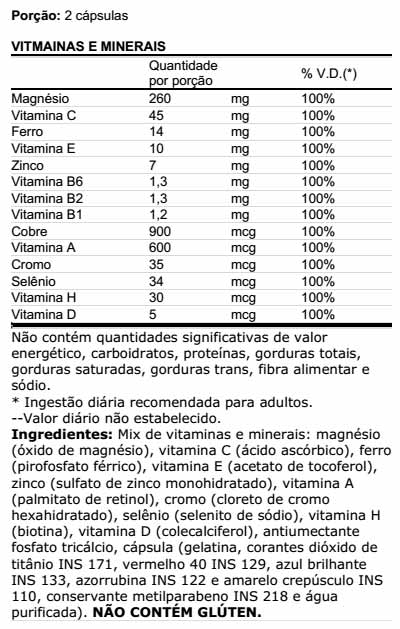 Porção: 2 cápsulas
VITMAINAS E MINERAIS
Quantidade
por porção
% V.D.(*)
Magnésio 260 mg 100%
Vitamina C 45 mg 100%
Ferro 14 mg 100%
Vitamina E 10 mg 100%
Zinco 7 mg 100%
Vitamina B6 1,3 mg 100%
Vitamina B2 1,3 mg 100%
Vitamina B1 1,2 mg 100%
Cobre 900 mcg 100%
Vitamina A 600 mcg 100%
Cromo 35 mcg 100%
Selênio 34 mcg 100%
Vitamina H 30 mcg 100%
Vitamina D 5 mcg 100%
Não contém quantidades significativas de valor
energético, carboidratos, proteínas, gorduras totais,
gorduras saturadas, gorduras trans, fibra alimentar e
sódio.
* Ingestão diária recomendada para adultos.
--Valor diário não estabelecido.
Ingredientes: Mix de vitaminas e minerais: magnésio
(óxido de magnésio), vitamina C (ácido ascórbico), ferro
(pirofosfato férrico), vitamina E (acetato de tocoferol),
zinco (sulfato de zinco monohidratado), vitamina A
(palmitato de retinol), cromo (cloreto de cromo
hexahidratado), selênio (selenito de sódio), vitamina H
(biotina), vitamina D (colecalciferol), antiumectante
fosfato tricálcio, cápsula (gelatina, corantes dióxido de
titânio INS 171, vermelho 40 INS 129, azul brilhante
INS 133, azorrubina INS 122 e amarelo crepúsculo INS
110, conservante metilparabeno INS 218 e água
purificada). NÃO CONTÉM GLÚTEN.